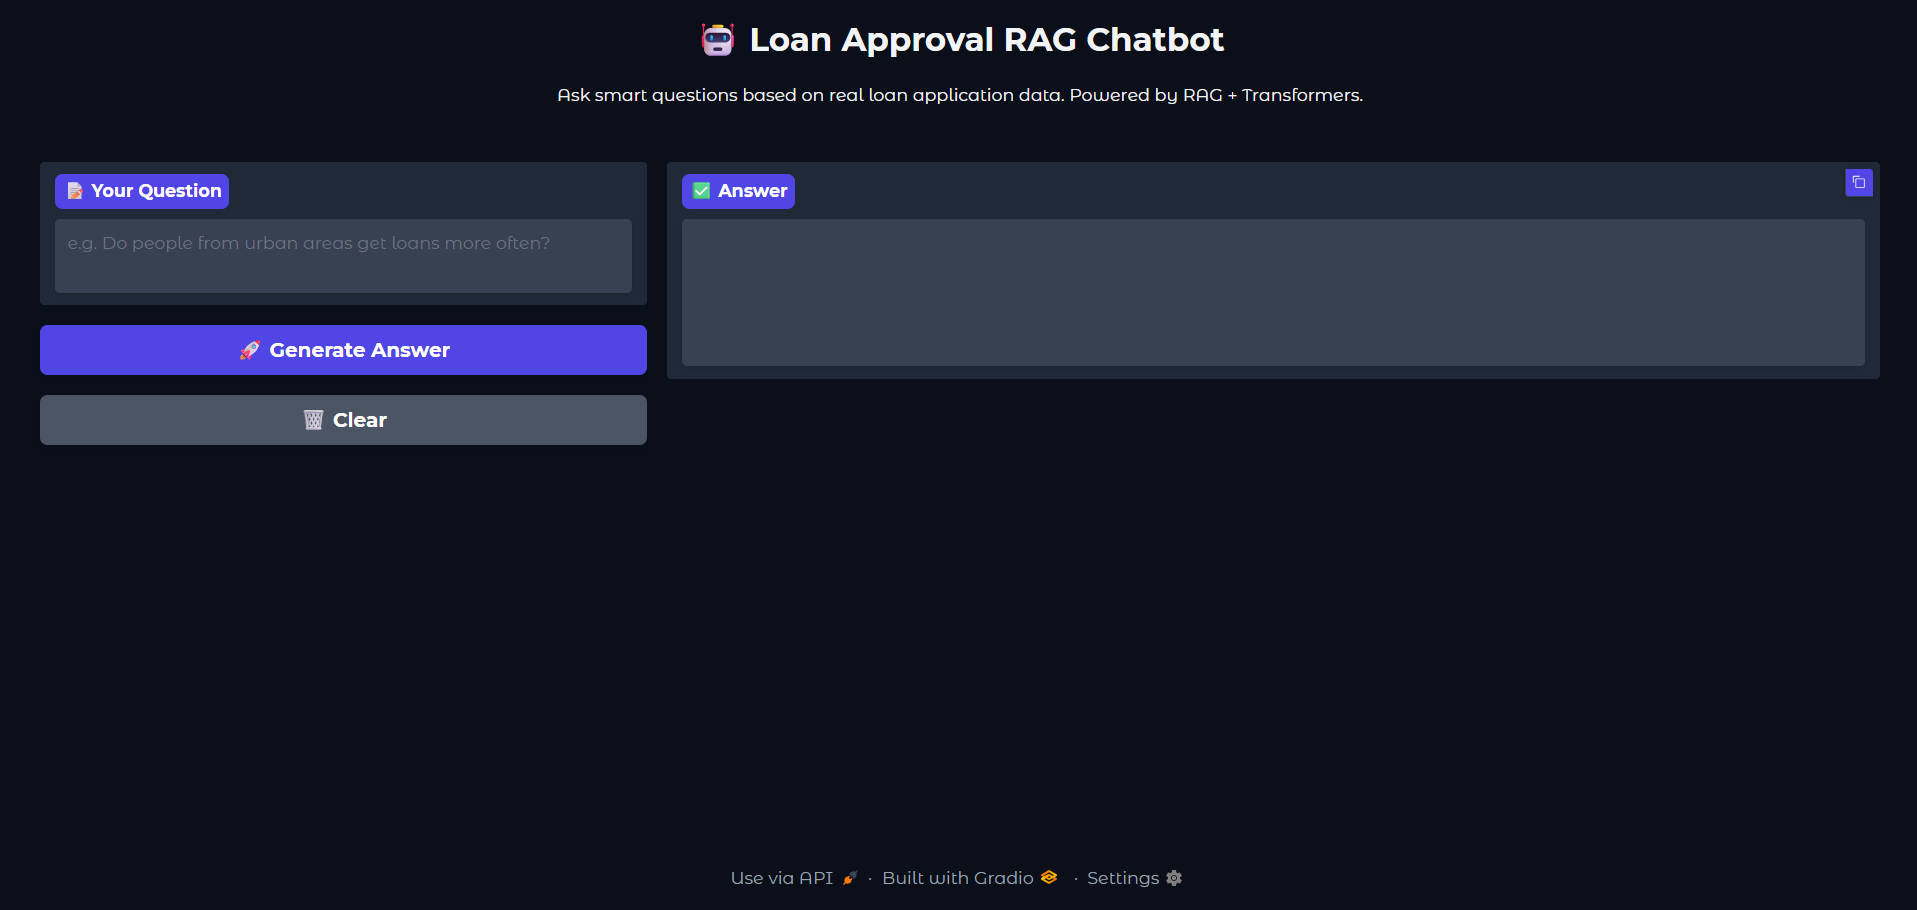 Loan Approval RAG Chatbot
Ask smart questions based on real loan application data. Powered by RAG + Transformers.
Your Question
e.g. Do people from urban areas get loans more often?
Generate Answer
Clear
Answer
Use via API · Built with Gradio · Settings